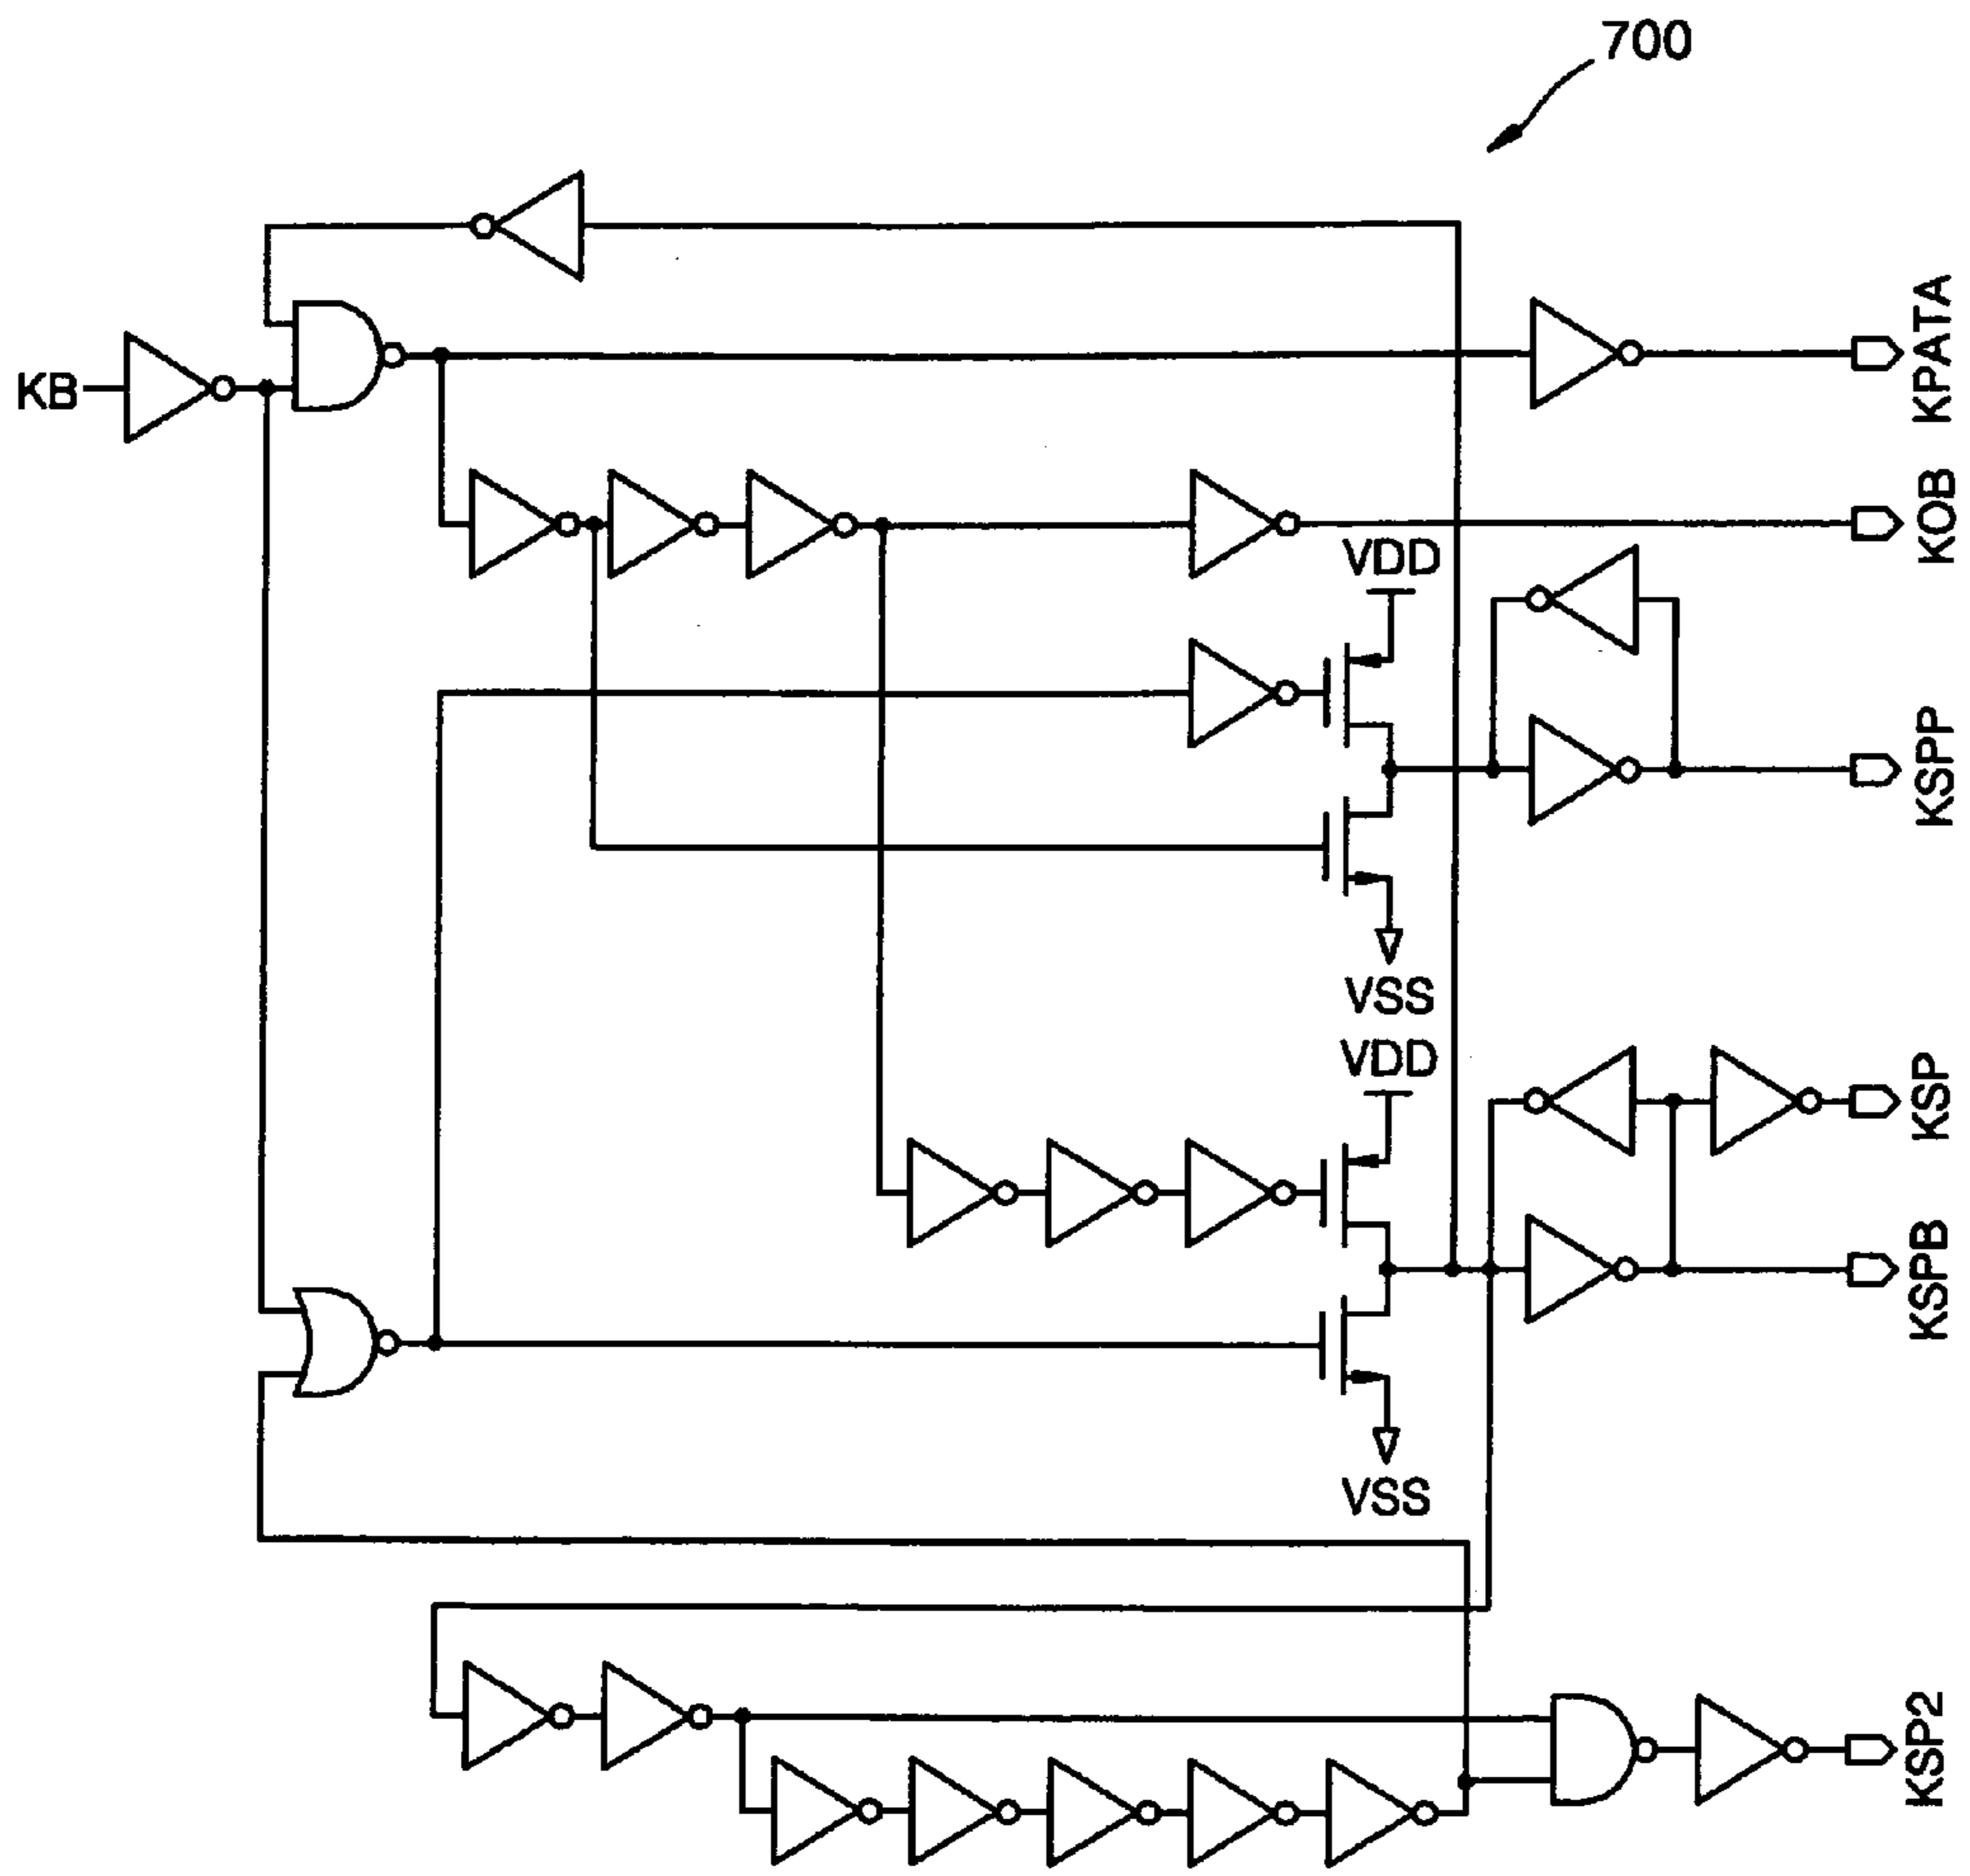 700
KB
KPATA
KOB
VDD
KSPP
VSS
VDD
KSP
KSPB
VSS
KSP2